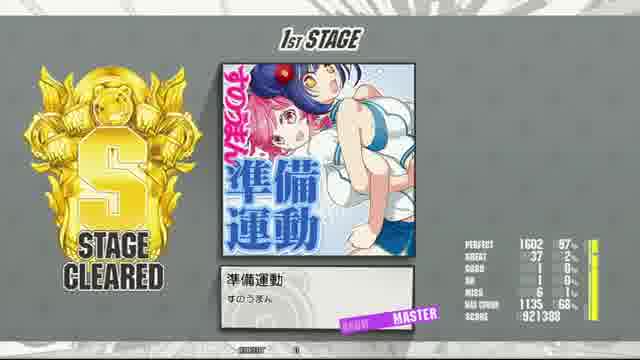 1ST STAGE
すのうまん
準備
運動
S
STAGE
CLEARED
準備運動
すのうまん
MASTER
PERFECT 1602 97%
GREAT 37 2%
GOOD 1 0%
1 0%
MISS 6 1%
MAX COMBO 1135 68%
SCORE 921388